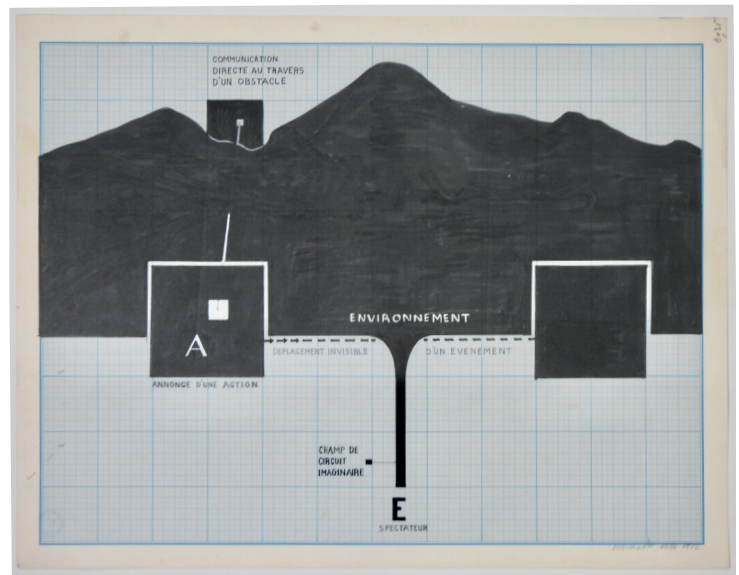 COMMUNICATION
DIRECTE AU TRAVERS
D'UN OBSTACLE
ENVIRONNEMENT
A
DEPLACEMENT INVISIBLE
D'UN EVENEMENT
ANNONCE D'UNE ACTION
CHAMP DE
CIRCUIT
IMAGINAIRE
E
SPECTATEUR